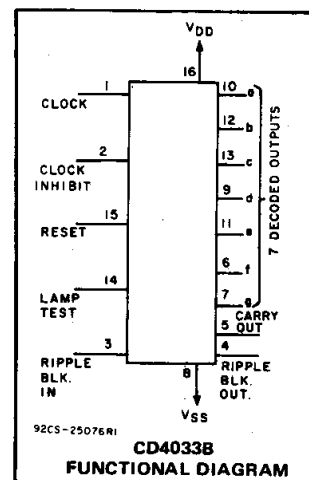 VDD
16
1
CLOCK
2
CLOCK
INHIBIT
15
RESET
14
LAMP
TEST
3
RIPPLE
BLK.
IN
10 a
12 b
13 c
9 d
11 e
6 f
7 g
7 DECODED OUTPUTS
CARRY
5 OUT
4
RIPPLE
BLK.
OUT.
8
VSS
92CS-25076RI
CD4033B
FUNCTIONAL DIAGRAM